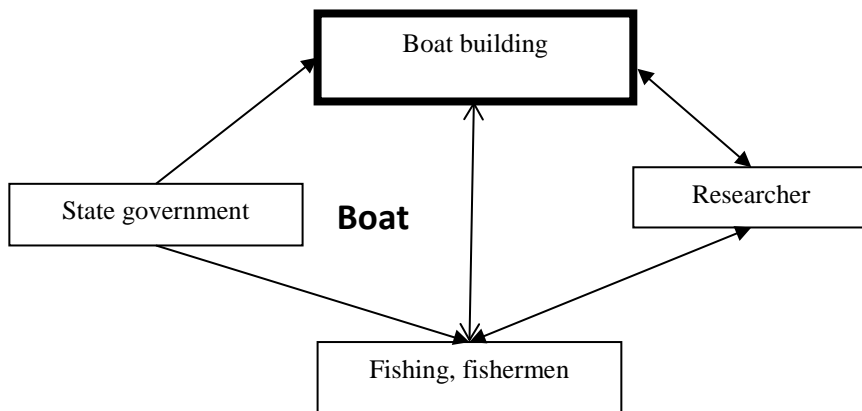 Boat building
State government
Boat
Researcher
Fishing, fishermen